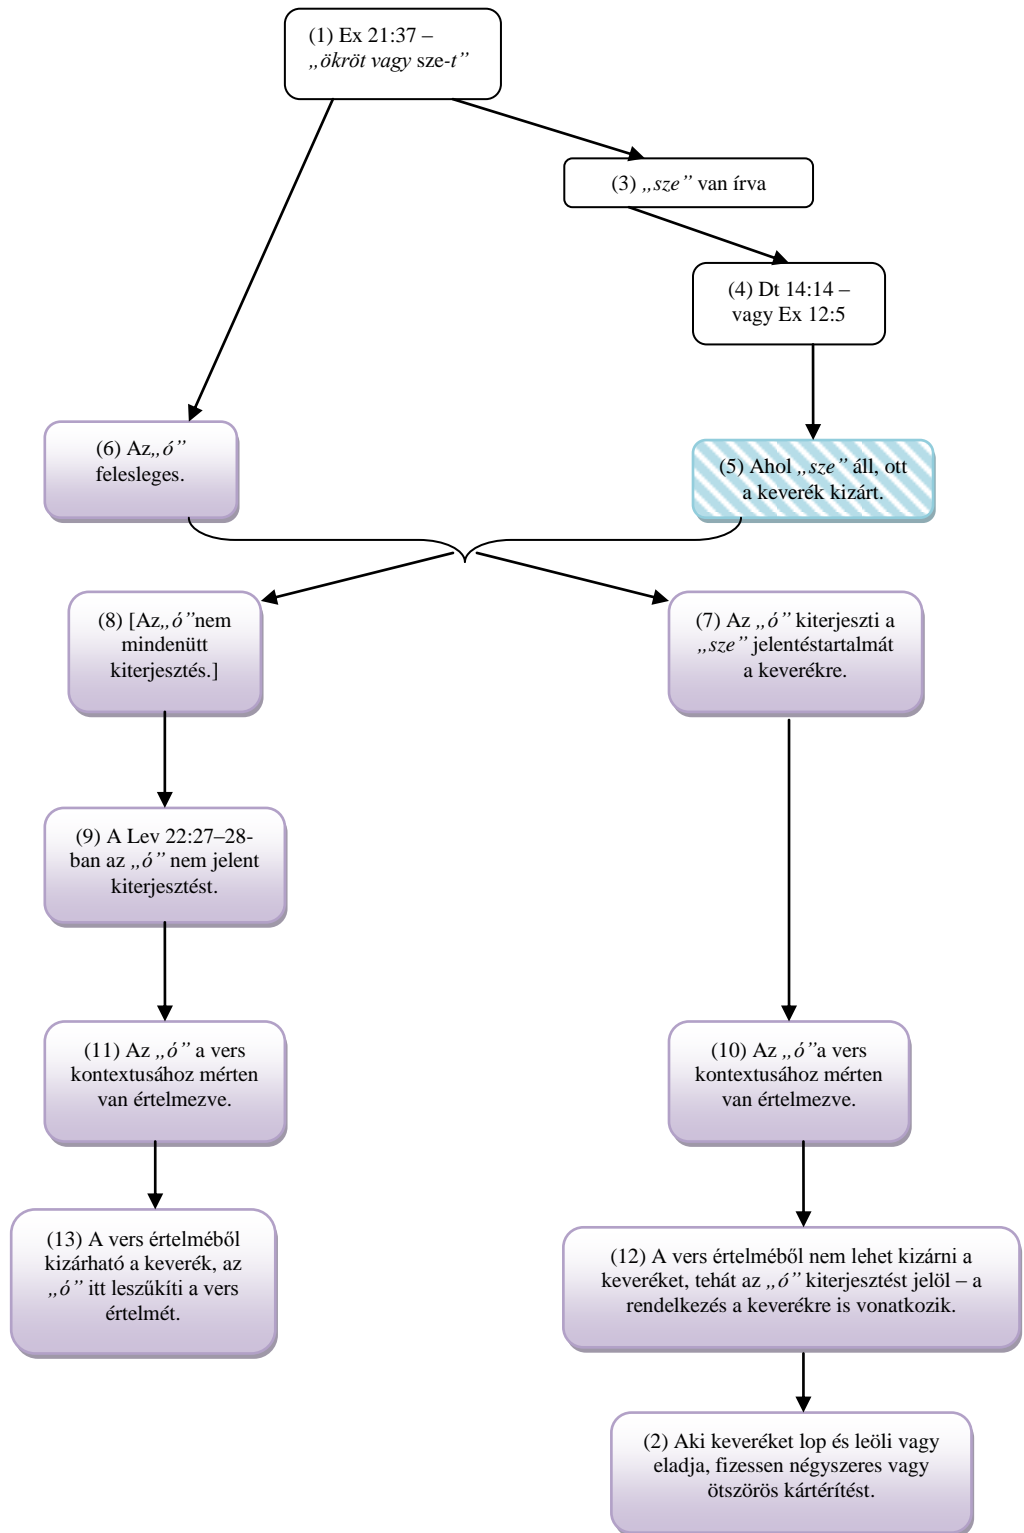 (1) Ex 21:37 –
„ökröt vagy sze-t”
(3) „sze” van írva
(4) Dt 14:14 –
vagy Ex 12:5
(6) Az„ó”
felesleges.
(5) Ahol „sze” áll, ott
a keverék kizárt.
(8) [Az„ó”nem
mindenütt
kiterjesztés.]
(7) Az „ó” kiterjeszti a
„sze” jelentéstartalmát
a keverékre.
(9) A Lev 22:27–28-
ban az „ó” nem jelent
kiterjesztést.
(11) Az „ó” a vers
kontextusához mérten
van értelmezve.
(10) Az „ó”a vers
kontextusához mérten
van értelmezve.
(13) A vers értelméből
kizárható a keverék, az
„ó” itt leszűkíti a vers
értelmét.
(12) A vers értelméből nem lehet kizárni a
keveréket, tehát az „ó” kiterjesztést jelöl – a
rendelkezés a keverékre is vonatkozik.
(2) Aki keveréket lop és leöli vagy
eladja, fizessen négyszeres vagy
ötszörös kártérítést.